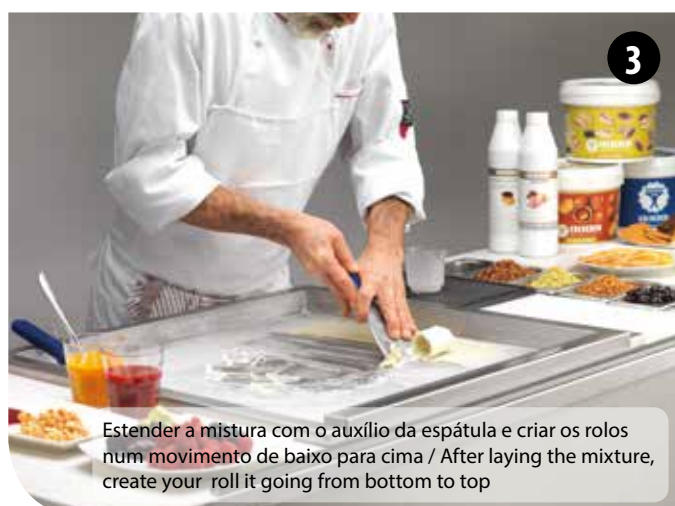 3
Estender a mistura com o auxílio da espátula e criar os rolos
num movimento de baixo para cima / After laying the mixture,
create your  roll it going from bottom to top